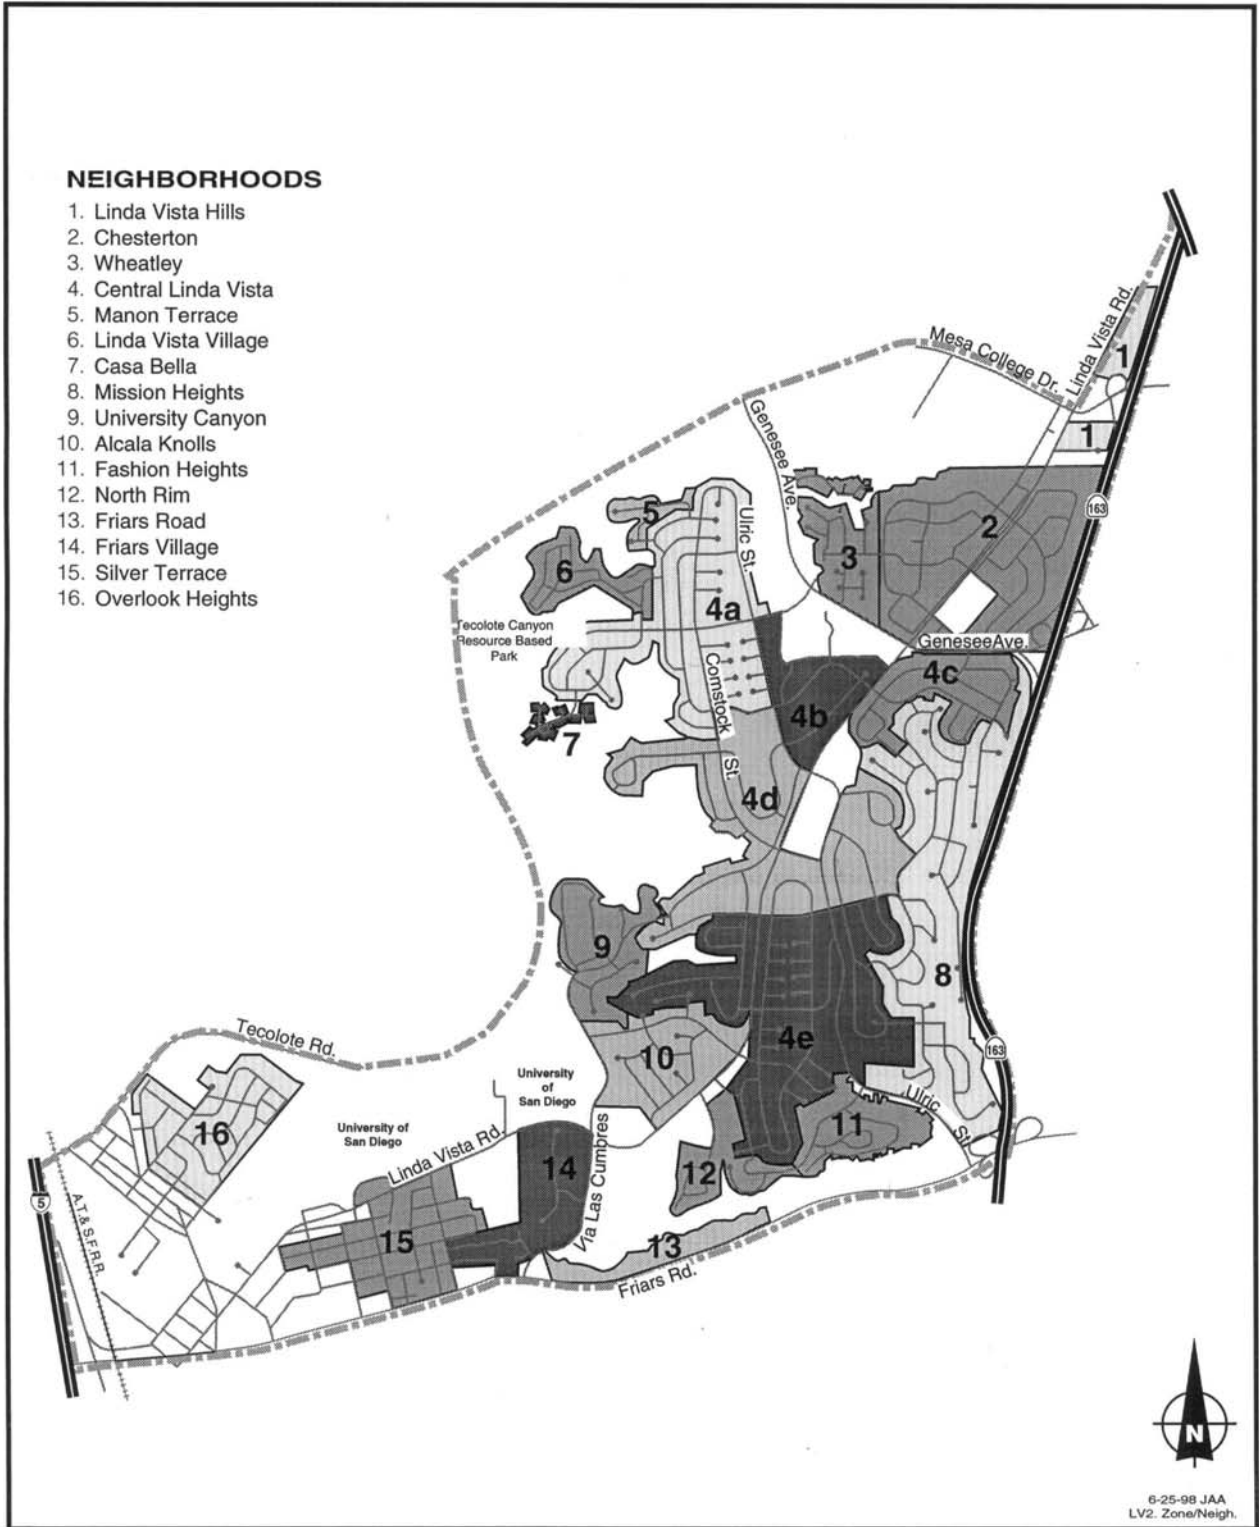 NEIGHBORHOODS
1. Linda Vista Hills
2. Chesterton
3. Wheatley
4. Central Linda Vista
5. Manon Terrace
6. Linda Vista Village
7. Casa Bella
8. Mission Heights
9. University Canyon
10. Alcala Knolls
11. Fashion Heights
12. North Rim
13. Friars Road
14. Friars Village
15. Silver Terrace
16. Overlook Heights
Linda Vista Rd.
Mesa College Dr.
1
1
Genesee Ave.
163
2
5
Ulric St.
3
6
4a
Tecolote Canyon
Resource Based
Park
GeneseeAve.
4c
Comstock St.
4b
7
4d
9
8
Tecolote Rd.
4e
163
10
University
of
San Diego
Ulric St.
16
University of
San Diego
11
Linda Vista Rd.
14
Via Las Cumbres
12
5
A.T.& S.F.R.R.
15
13
Friars Rd.
N
6-25-98 JAA
LV2. Zone/Neigh.